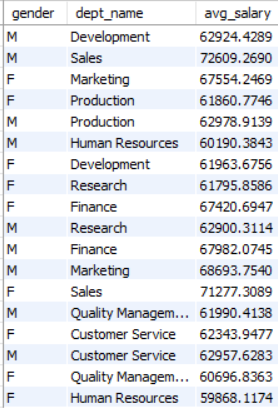 gender dept_name avg_salary
M Development 62924.4289
M Sales 72609.2690
F Marketing 67554.2469
F Production 61860.7746
M Production 62978.9139
M Human Resources 60190.3843
F Development 61963.6756
F Research 61795.8586
F Finance 67420.6947
M Research 62900.3114
M Finance 67982.0745
M Marketing 68693.7540
F Sales 71277.3089
M Quality Managem... 61990.4138
F Customer Service 62343.9477
M Customer Service 62957.6283
F Quality Managem... 60696.8363
F Human Resources 59868.1174